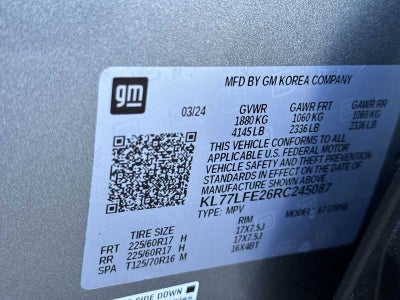 gm
MFD BY GM KOREA COMPANY
03/24 GVWR GAWR FRT GAWR RR
1880 KG 1060 KG 1060 KG
4145 LB 2336 LB 2336 LB
THIS VEHICLE CONFORMS TO ALL
APPLICABLE U.S. FEDERAL MOTOR
VEHICLE SAFETY AND THEFT PREVENTION
STANDARDS IN EFFECT ON THE DATE OF
MANUFACTURE SHOWN ABOVE.
KL77LFE26RC245087
TYPE: MPV MODEL:
TIRE SIZE RIM
FRT 225/60R17 H 17X7.5J
RR 225/60R17 H 17X7.5J
SPA T125/70R16 M 16X4BT
SIDE DOWN